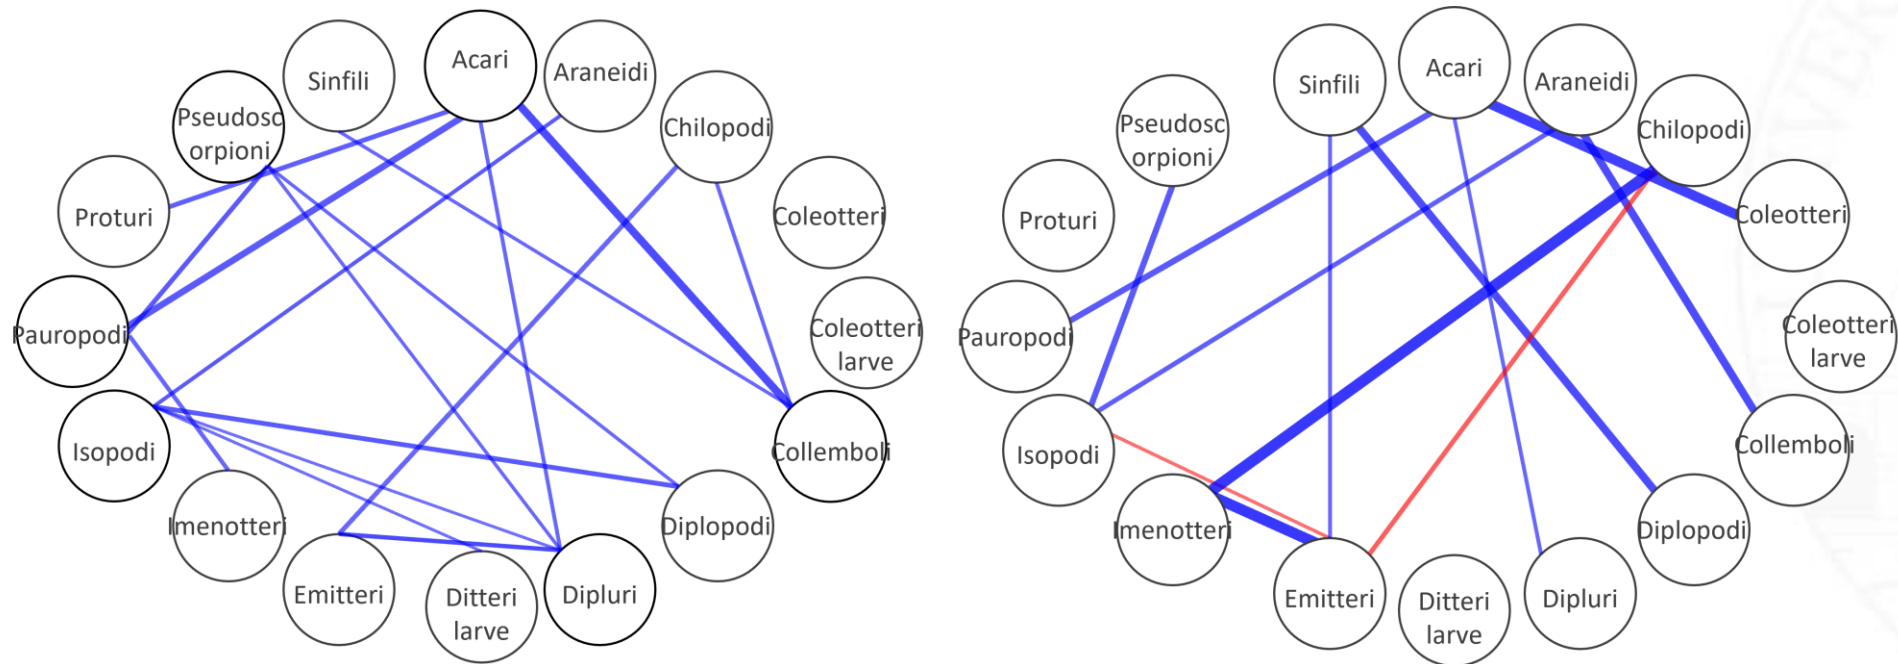 Acari
Sinfili
Araneidi
Pseudosc
orpioni
Chilopodi
Proturi
Coleotteri
Pauropodi
Coleotteri
larve
Isopodi
Collemboli
Imenotteri
Diplopodi
Emitteri
Ditteri
larve
Dipluri
Acari
Sinfili
Araneidi
Pseudosc
orpioni
Chilopodi
Proturi
Coleotteri
Pauropodi
Coleotteri
larve
Isopodi
Collemboli
Imenotteri
Diplopodi
Emitteri
Ditteri
larve
Dipluri